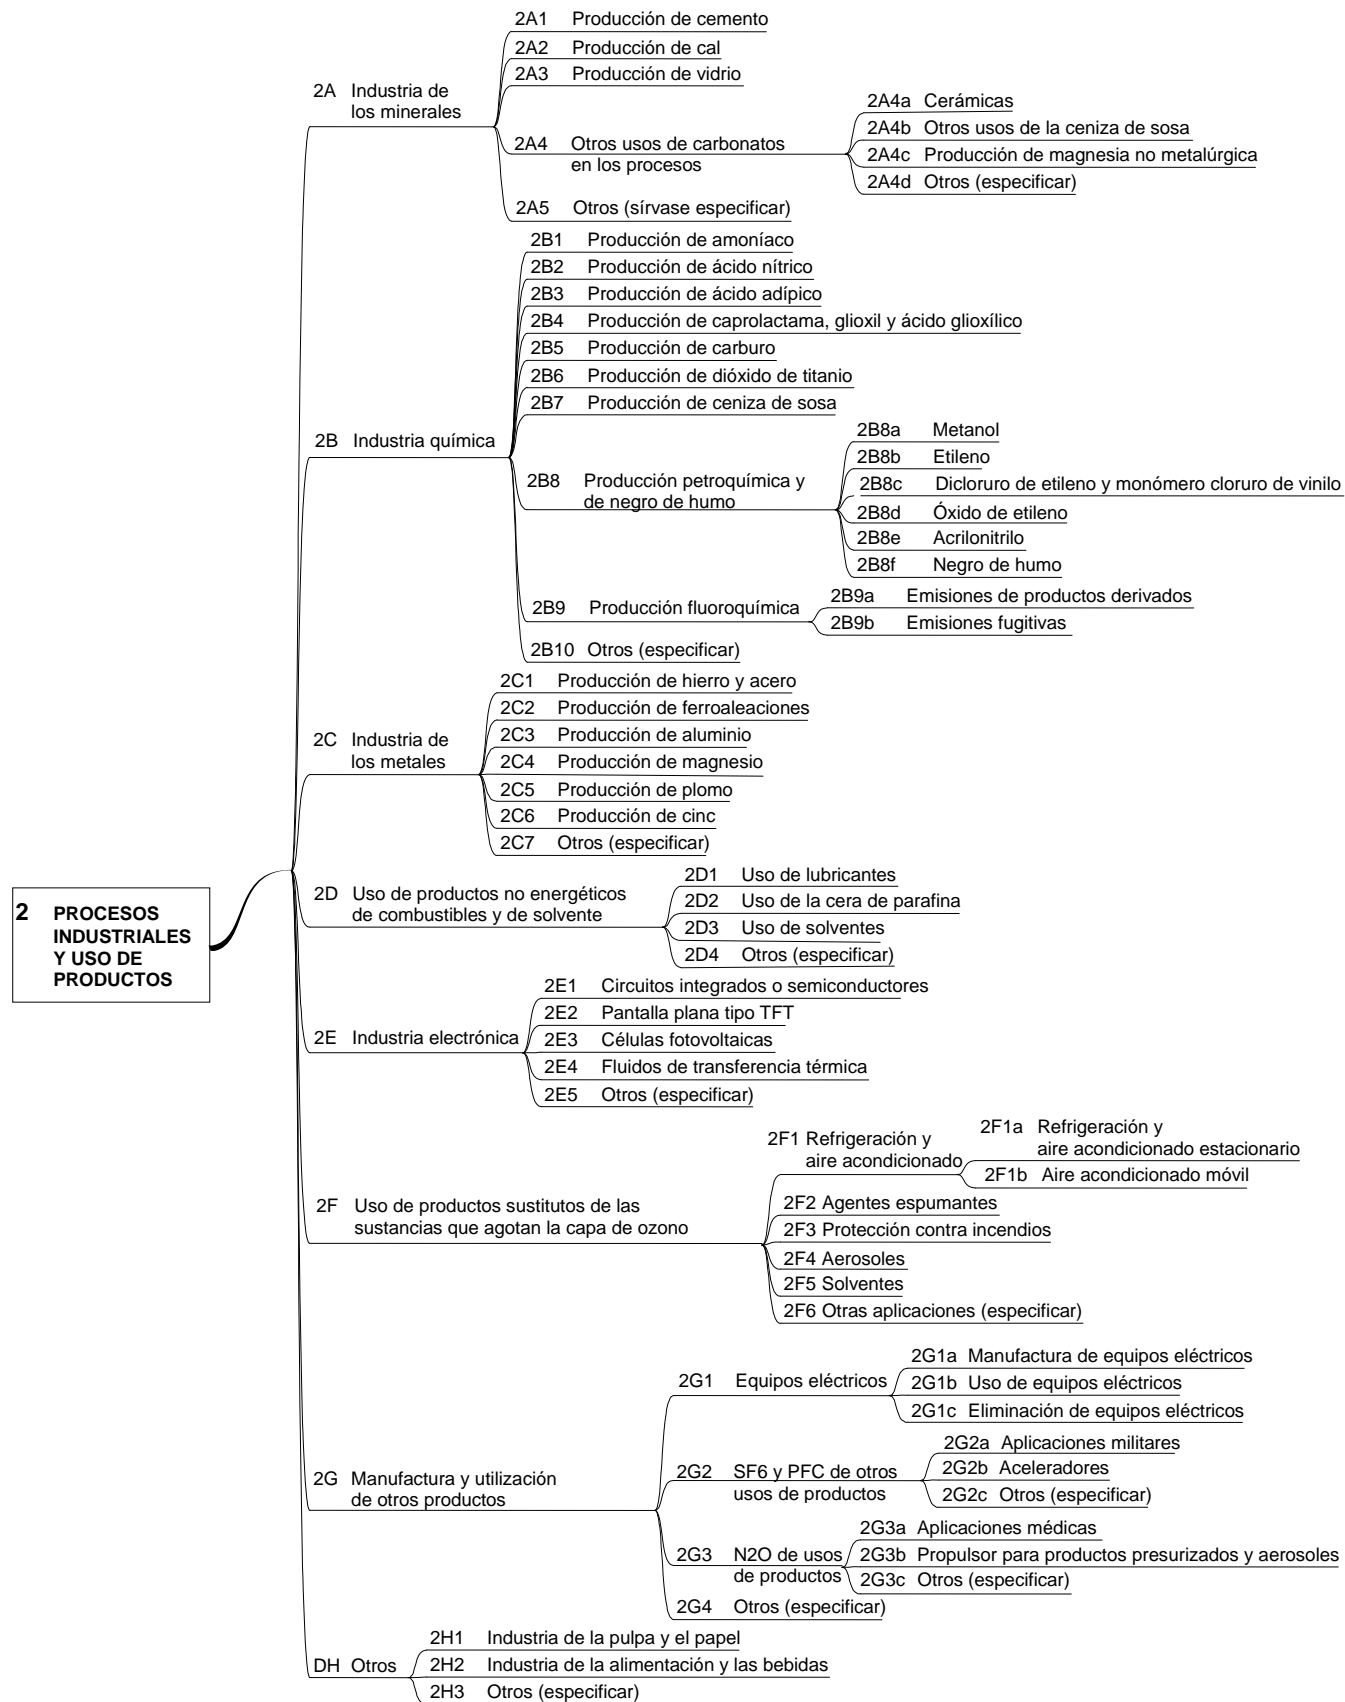 2 PROCESOS
INDUSTRIALES
Y USO DE
PRODUCTOS
2A Industria de
los minerales
2A1 Producción de cemento
2A2 Producción de cal
2A3 Producción de vidrio
2A4 Otros usos de carbonatos
en los procesos
2A4a Cerámicas
2A4b Otros usos de la ceniza de sosa
2A4c Producción de magnesia no metalúrgica
2A4d Otros (especificar)
2A5 Otros (sírvase especificar)
2B Industria química
2B1 Producción de amoníaco
2B2 Producción de ácido nítrico
2B3 Producción de ácido adípico
2B4 Producción de caprolactama, glioxil y ácido glioxílico
2B5 Producción de carburo
2B6 Producción de dióxido de titanio
2B7 Producción de ceniza de sosa
2B8 Producción petroquímica y
de negro de humo
2B8a Metanol
2B8b Etileno
2B8c Dicloruro de etileno y monómero cloruro de vinilo
2B8d Óxido de etileno
2B8e Acrilonitrilo
2B8f Negro de humo
2B9 Producción fluoroquímica
2B9a Emisiones de productos derivados
2B9b Emisiones fugitivas
2B10 Otros (especificar)
2C Industria de
los metales
2C1 Producción de hierro y acero
2C2 Producción de ferroaleaciones
2C3 Producción de aluminio
2C4 Producción de magnesio
2C5 Producción de plomo
2C6 Producción de cinc
2C7 Otros (especificar)
2D Uso de productos no energéticos
de combustibles y de solvente
2D1 Uso de lubricantes
2D2 Uso de la cera de parafina
2D3 Uso de solventes
2D4 Otros (especificar)
2E Industria electrónica
2E1 Circuitos integrados o semiconductores
2E2 Pantalla plana tipo TFT
2E3 Células fotovoltaicas
2E4 Fluidos de transferencia térmica
2E5 Otros (especificar)
2F Uso de productos sustitutos de las
sustancias que agotan la capa de ozono
2F1 Refrigeración y
aire acondicionado
2F1a Refrigeración y
aire acondicionado estacionario
2F1b Aire acondicionado móvil
2F2 Agentes espumantes
2F3 Protección contra incendios
2F4 Aerosoles
2F5 Solventes
2F6 Otras aplicaciones (especificar)
2G Manufactura y utilización
de otros productos
2G1 Equipos eléctricos
2G1a Manufactura de equipos eléctricos
2G1b Uso de equipos eléctricos
2G1c Eliminación de equipos eléctricos
2G2 SF6 y PFC de otros
usos de productos
2G2a Aplicaciones militares
2G2b Aceleradores
2G2c Otros (especificar)
2G3 N2O de usos
de productos
2G3a Aplicaciones médicas
2G3b Propulsor para productos presurizados y aerosoles
2G3c Otros (especificar)
2G4 Otros (especificar)
DH Otros
2H1 Industria de la pulpa y el papel
2H2 Industria de la alimentación y las bebidas
2H3 Otros (especificar)